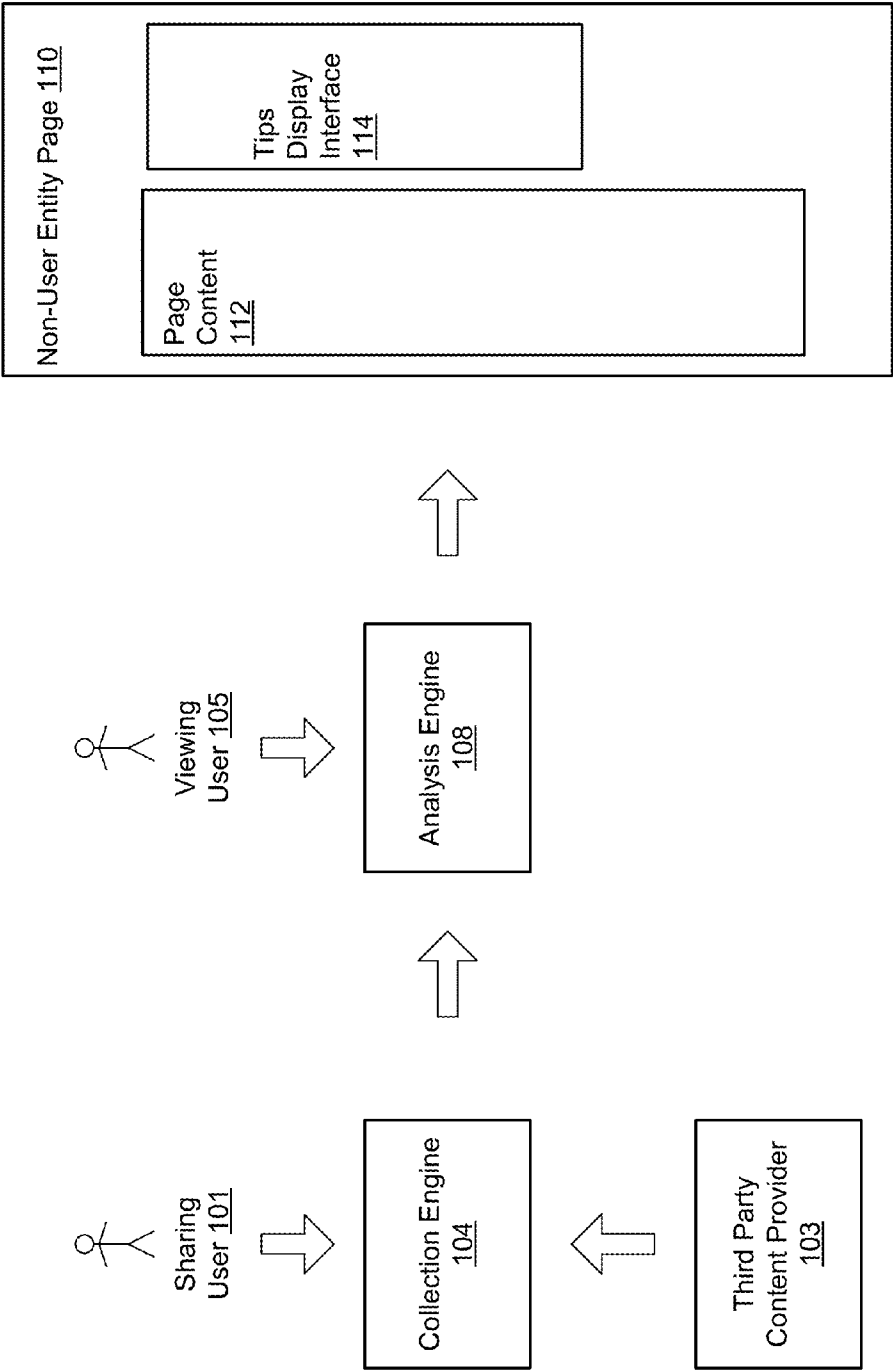 Sharing
User 101
Viewing
User 105
Collection Engine
104
Analysis Engine
108
Third Party
Content Provider
103
Non-User Entity Page 110
Page
Content
112
Tips
Display
Interface
114